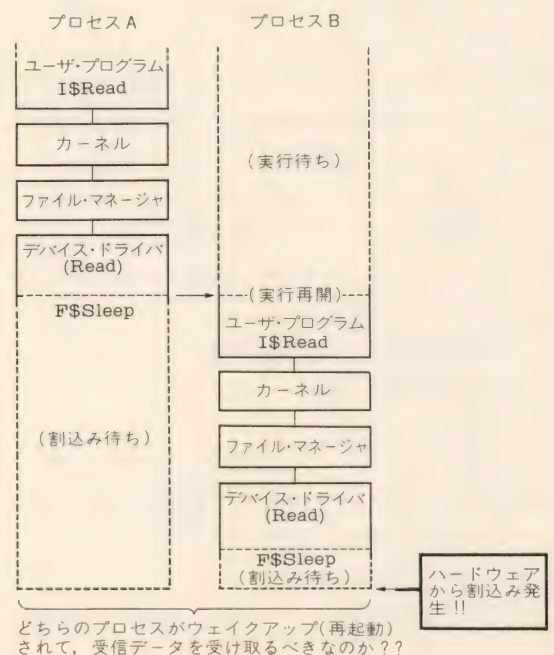 プロセスA
ユーザ・プログラム
I$Read
カーネル
ファイル・マネージャ
デバイス・ドライバ
(Read)
F$Sleep
(割込み待ち)
プロセスB
(実行待ち)
(実行再開)
ユーザ・プログラム
I$Read
カーネル
ファイル・マネージャ
デバイス・ドライバ
(Read)
F$Sleep
(割込み待ち)
ハードウェア
から割込み発
生!!
どちらのプロセスがウェイクアップ(再起動)
されて,受信データを受け取るべきなのか??